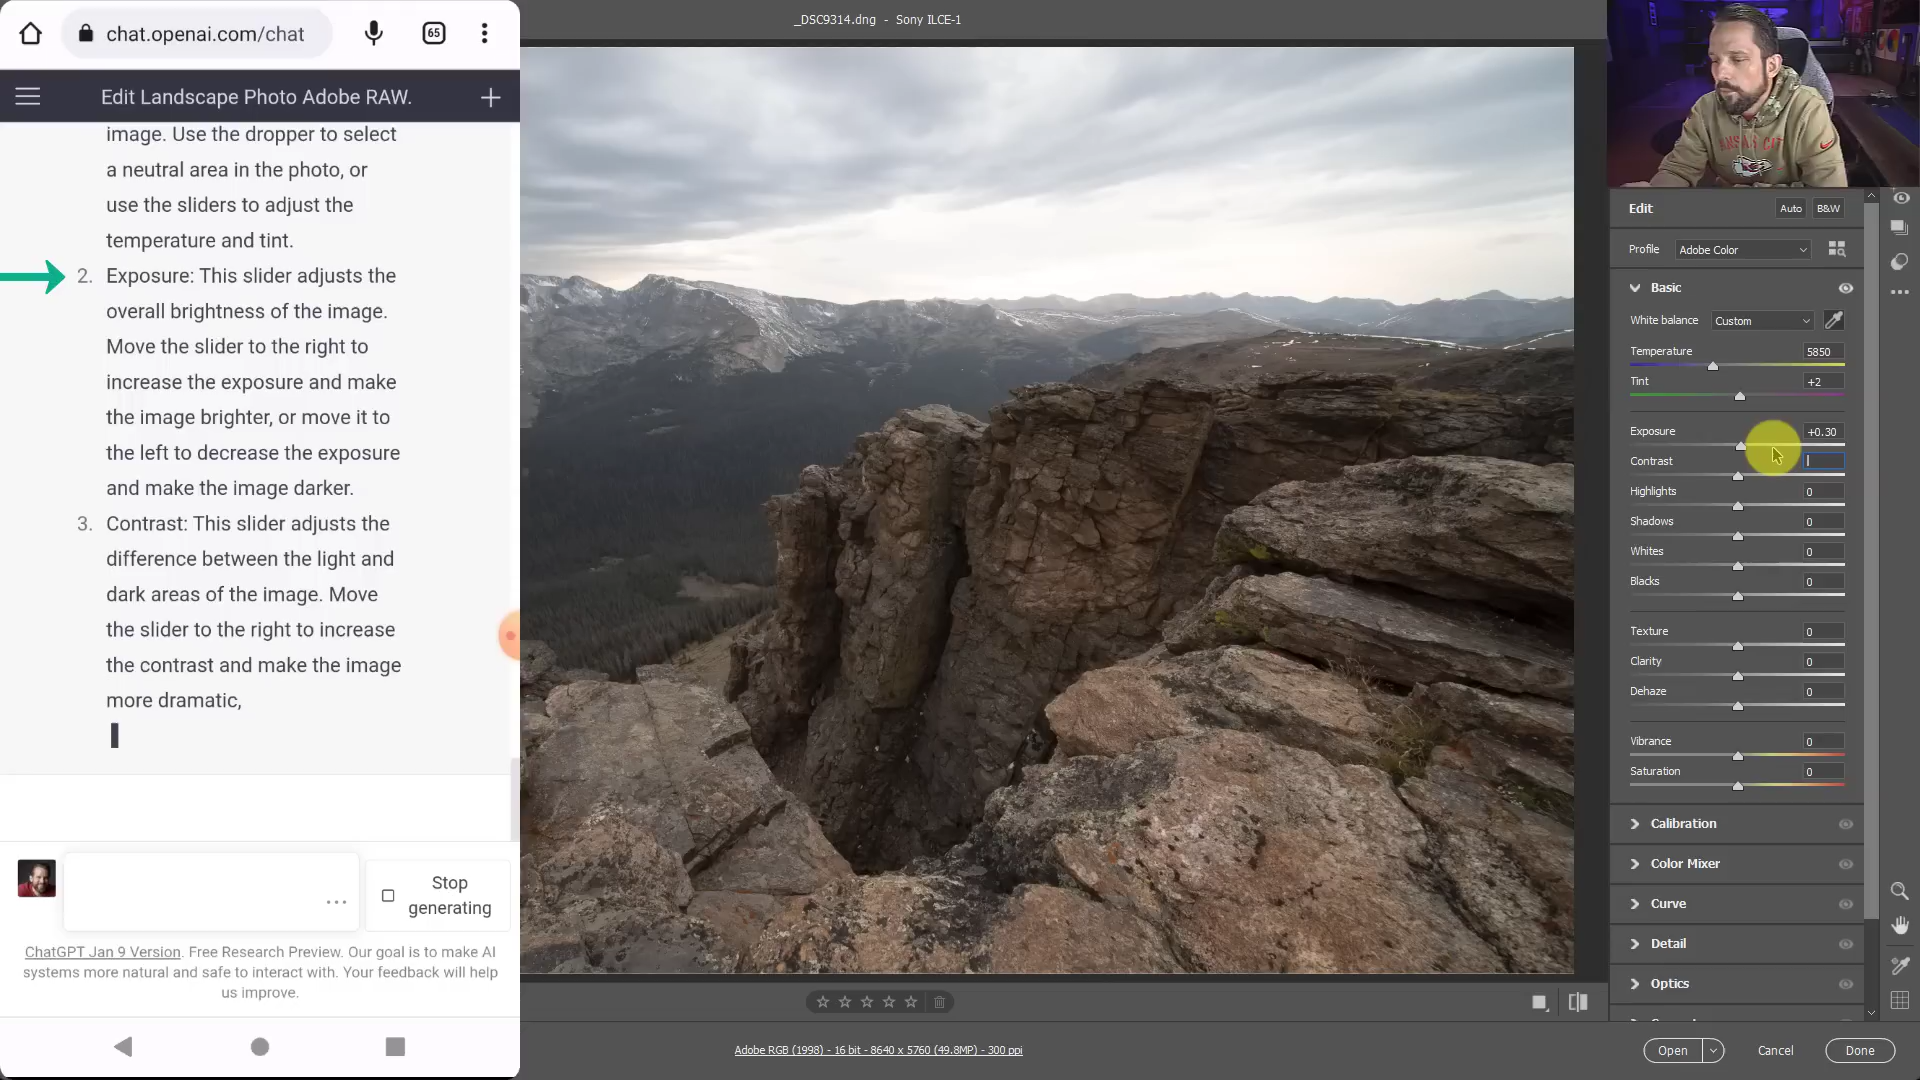 chat.openai.com/chat
65
Edit Landscape Photo Adobe RAW.
image. Use the dropper to select
a neutral area in the photo, or
use the sliders to adjust the
temperature and tint.
2. Exposure: This slider adjusts the
overall brightness of the image.
Move the slider to the right to
increase the exposure and make
the image brighter, or move it to
the left to decrease the exposure
and make the image darker.
3. Contrast: This slider adjusts the
difference between the light and
dark areas of the image. Move
the slider to the right to increase
the contrast and make the image
more dramatic,
Stop
generating
ChatGPT Jan 9 Version. Free Research Preview. Our goal is to make AI
systems more natural and safe to interact with. Your feedback will help
us improve.
_DSC9314.dng - Sony ILCE-1
Adobe RGB (1998) - 16 bit - 8640 x 5760 (49.8MP) - 300 ppi
Edit Auto B&W
Profile Adobe Color
Basic
White balance Custom
Temperature 5850
Tint +2
Exposure +0.30
Contrast
Highlights 0
Shadows 0
Whites 0
Blacks 0
Texture 0
Clarity 0
Dehaze 0
Vibrance 0
Saturation 0
Calibration
Color Mixer
Curve
Detail
Optics
Open Cancel Done